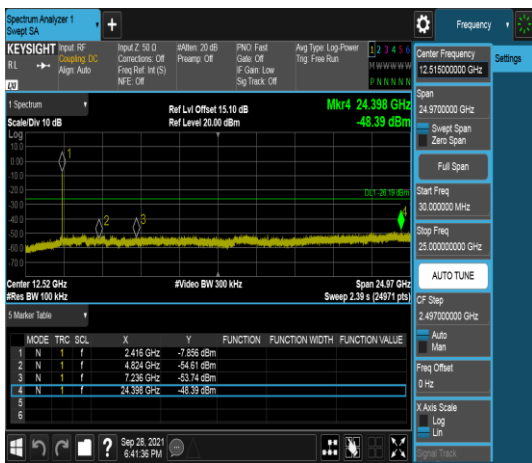 Spectrum Analyzer 1
Swept SA
Frequency
KEYSIGHT
RL
LXI
Input: RF
Coupling: DC
Align: Auto
Input Z: 50 Ω
Corrections: Off
Freq Ref: Int (S)
NFE: Off
#Atten: 20 dB
Preamp: Off
PNO: Fast
Gate: Off
IF Gain: Low
Sig Track: Off
Avg Type: Log-Power
Trig: Free Run
1 2 3 4 5 6
M W W W W W
P N N N N N
1 Spectrum
Scale/Div 10 dB
Ref Lvl Offset 15.10 dB
Ref Level 20.00 dBm
Mkr4 24.398 GHz
-48.39 dBm
Log
10.0
0.00
-10.0
-20.0
-30.0
-40.0
-50.0
-60.0
-70.0
1
2
3
4
DL1 -26.19 dBm
Center 12.52 GHz
#Res BW 100 kHz
#Video BW 300 kHz
Span 24.97 GHz
Sweep 2.39 s (24971 pts)
5 Marker Table
MODE TRC SCL X Y FUNCTION FUNCTION WIDTH FUNCTION VALUE
1 N 1 f 2.416 GHz -7.856 dBm
2 N 1 f 4.824 GHz -54.61 dBm
3 N 1 f 7.236 GHz -53.74 dBm
4 N 1 f 24.398 GHz -48.39 dBm
5
6
?
Sep 28, 2021
6:41:36 PM
Center Frequency
12.515000000 GHz
Settings
Span
24.9700000 GHz
Swept Span
Zero Span
Full Span
Start Freq
30.000000 MHz
Stop Freq
25.000000000 GHz
AUTO TUNE
CF Step
2.497000000 GHz
Auto
Man
Freq Offset
0 Hz
X Axis Scale
Log
Lin
Signal Track